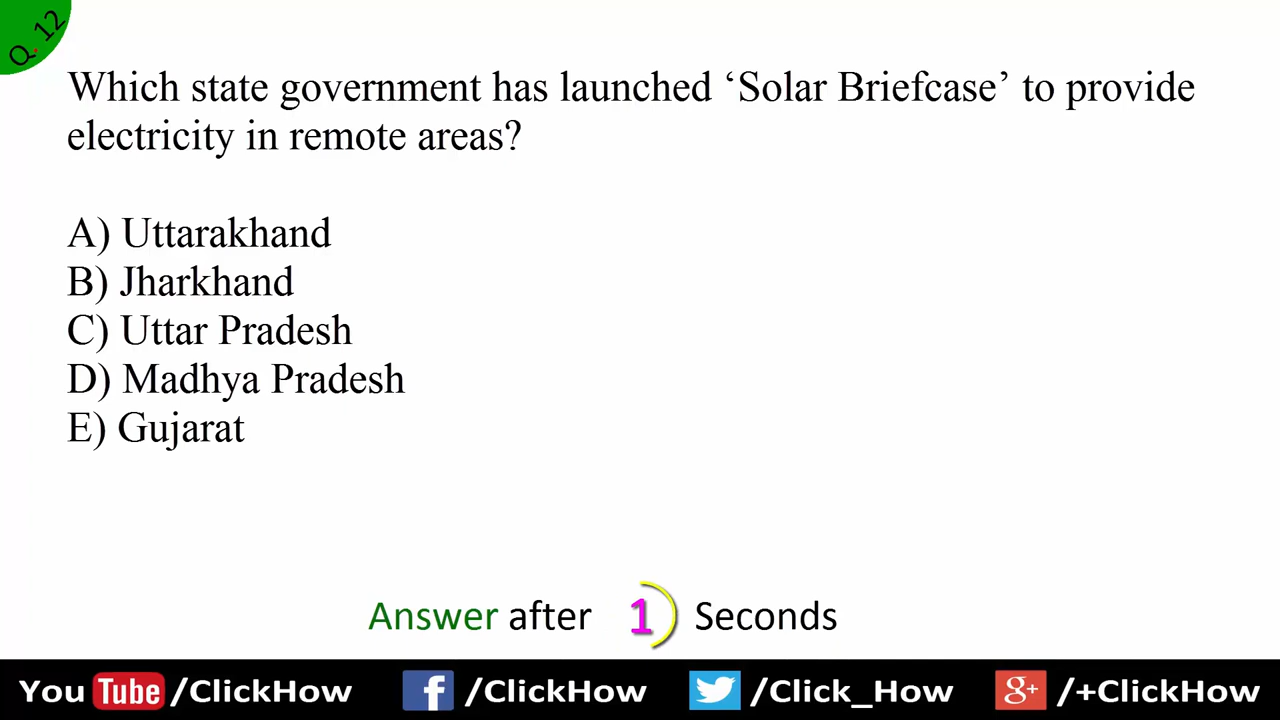 Q. 12
Which state government has launched ‘Solar Briefcase’ to provide
electricity in remote areas?
A) Uttarakhand
B) Jharkhand
C) Uttar Pradesh
D) Madhya Pradesh
E) Gujarat
Answer after 1 Seconds
You Tube /ClickHow f /ClickHow /Click_How g+ /+ClickHow